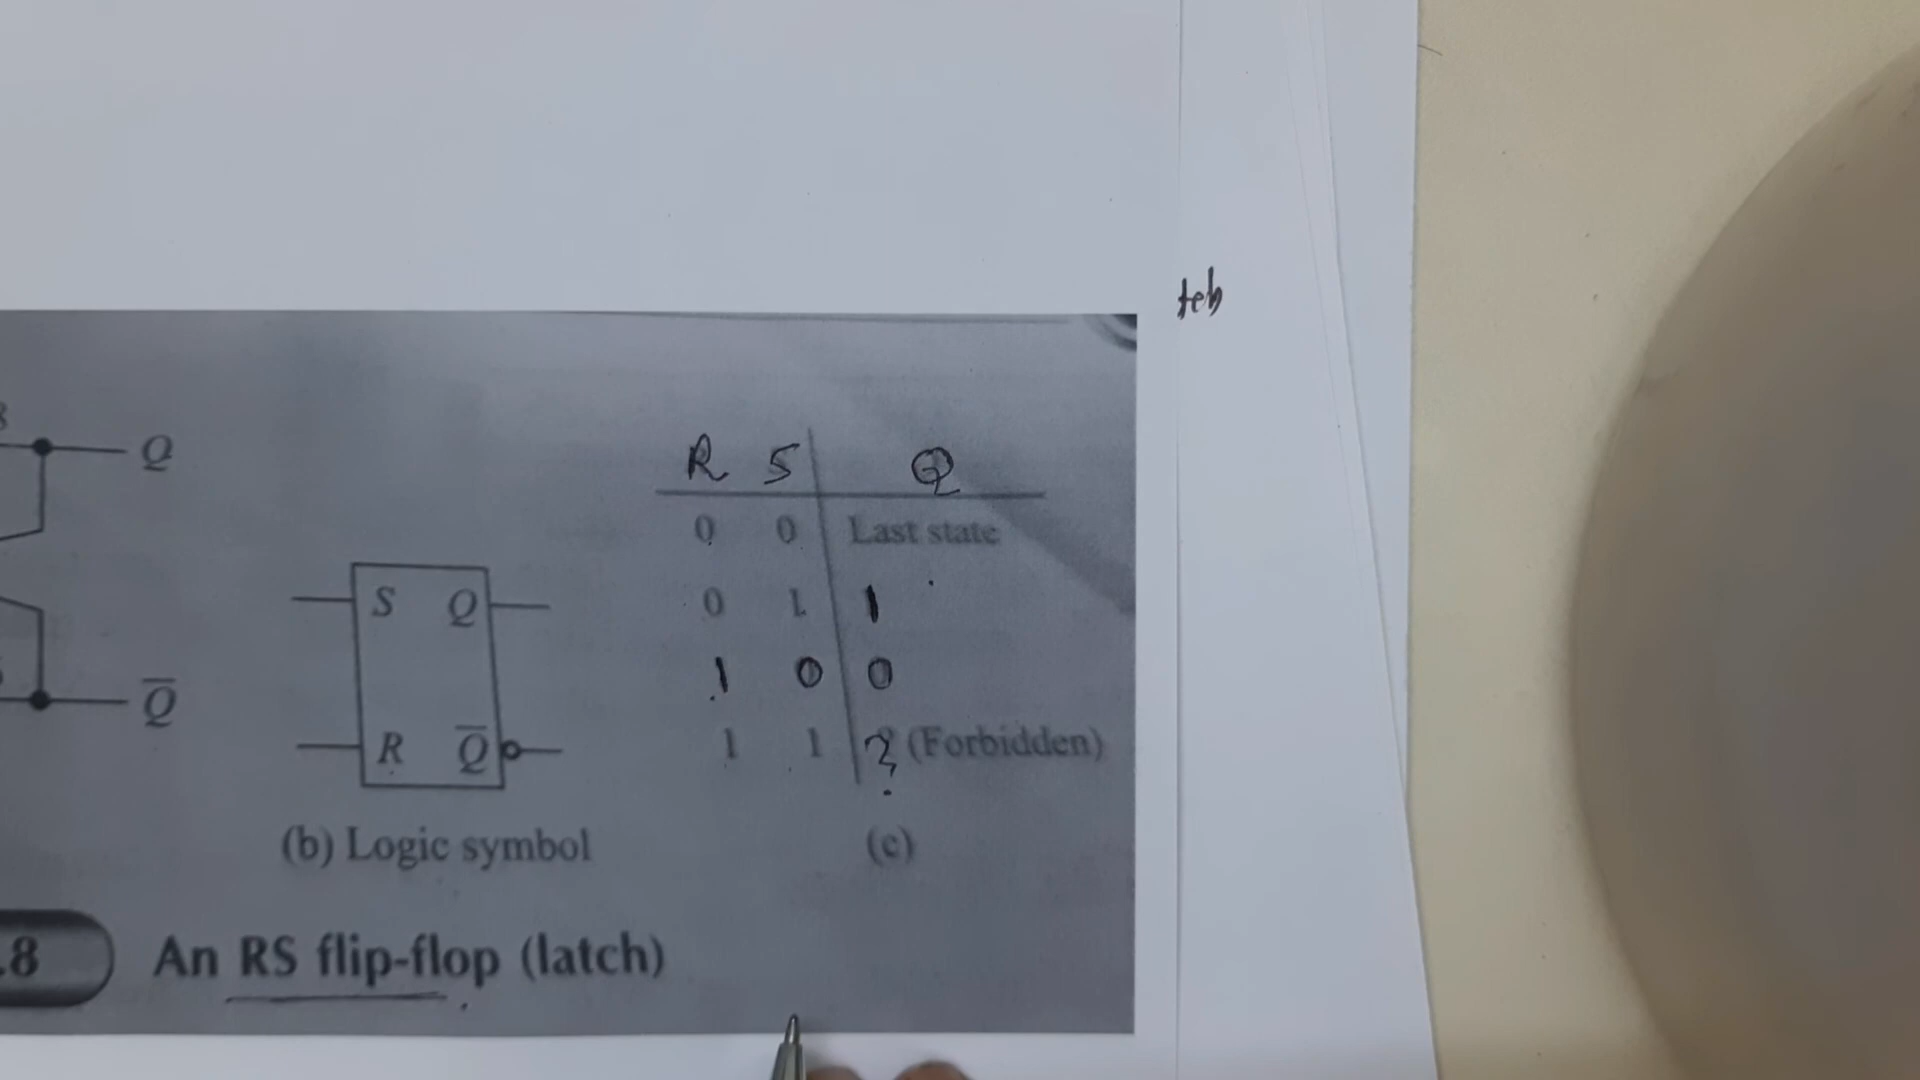 teh
Q
R S Q
0 0 Last state
S Q
0 1 1
1 0 0
Q̅
R Q̅
1 1 ? (Forbidden)
(b) Logic symbol
(c)
.8 An RS flip-flop (latch)